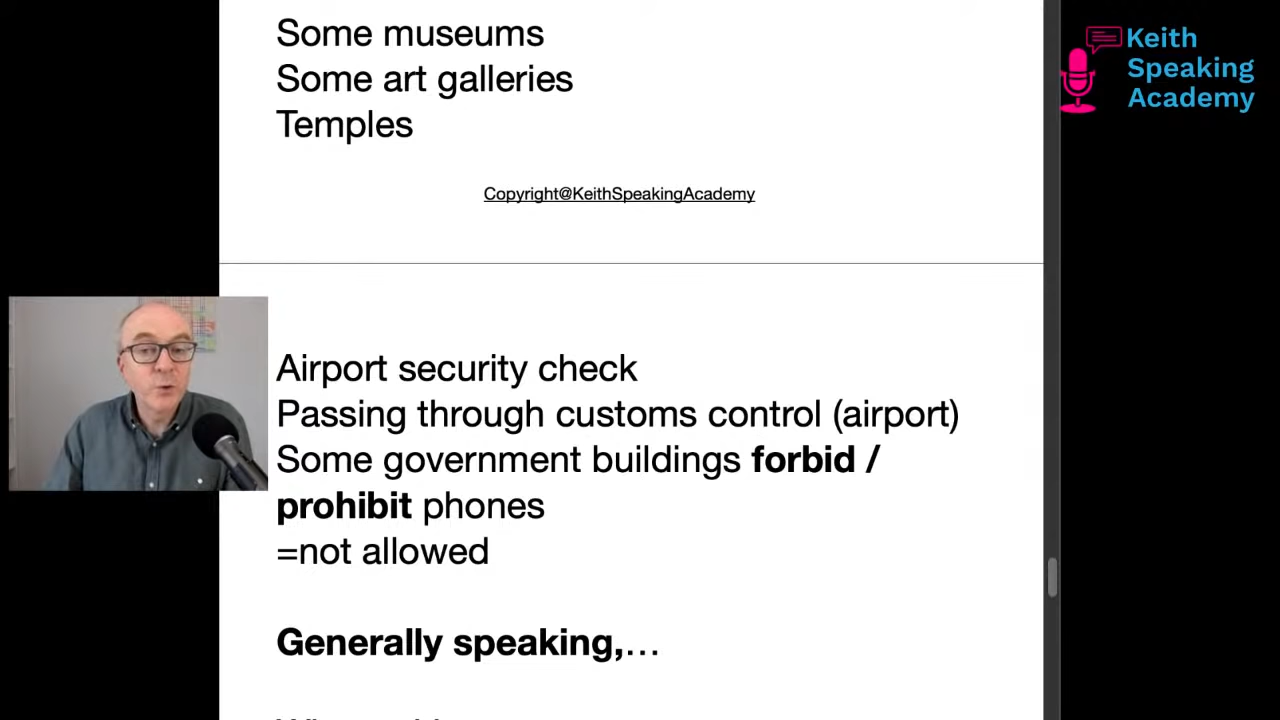 Some museums
Some art galleries
Temples
Copyright@KeithSpeakingAcademy
Keith
Speaking
Academy
Airport security check
Passing through customs control (airport)
Some government buildings forbid /
prohibit phones
=not allowed
Generally speaking,…